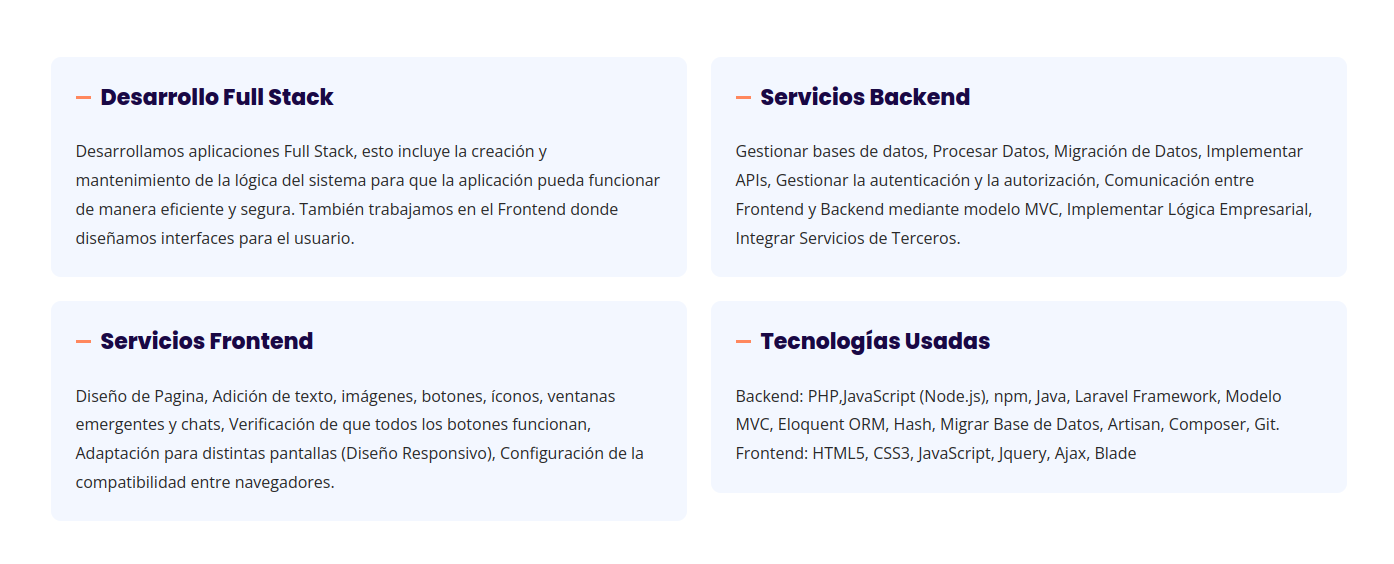 Desarrollo Full Stack
Desarrollamos aplicaciones Full Stack, esto incluye la creación y
mantenimiento de la lógica del sistema para que la aplicación pueda funcionar
de manera eficiente y segura. También trabajamos en el Frontend donde
diseñamos interfaces para el usuario.
Servicios Backend
Gestionar bases de datos, Procesar Datos, Migración de Datos, Implementar
APIs, Gestionar la autenticación y la autorización, Comunicación entre
Frontend y Backend mediante modelo MVC, Implementar Lógica Empresarial,
Integrar Servicios de Terceros.
Servicios Frontend
Diseño de Pagina, Adición de texto, imágenes, botones, íconos, ventanas
emergentes y chats, Verificación de que todos los botones funcionan,
Adaptación para distintas pantallas (Diseño Responsivo), Configuración de la
compatibilidad entre navegadores.
Tecnologías Usadas
Backend: PHP,JavaScript (Node.js), npm, Java, Laravel Framework, Modelo
MVC, Eloquent ORM, Hash, Migrar Base de Datos, Artisan, Composer, Git.
Frontend: HTML5, CSS3, JavaScript, Jquery, Ajax, Blade